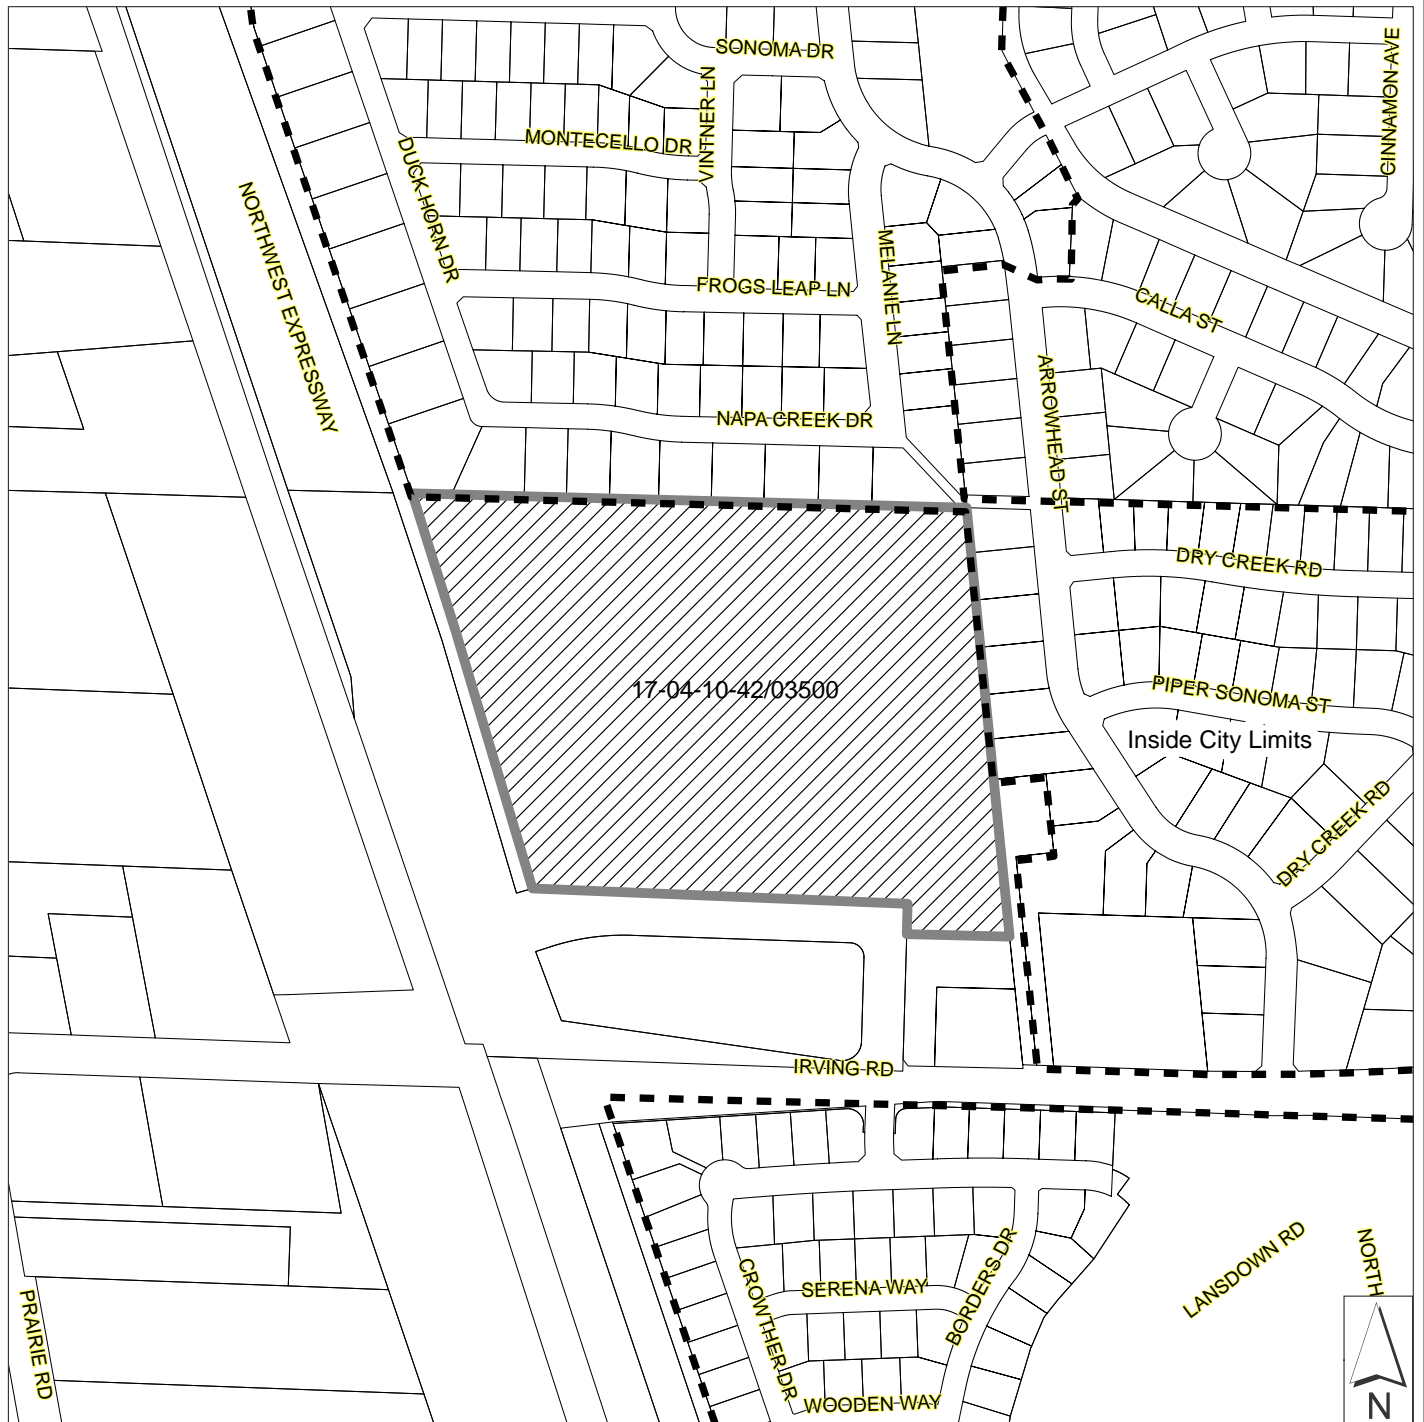 SONOMA DR
CINNAMON AVE
VINTNER LN
MONTECELLO DR
DUCK HORN DR
NORTHWEST EXPRESSWAY
MELANIE LN
FROGS LEAP LN
CALLA ST
ARROWHEAD ST
NAPA CREEK DR
DRY CREEK RD
17-04-10-42/03500
PIPER SONOMA ST
Inside City Limits
DRY CREEK RD
IRVING RD
LANSDOWN RD
NORTH
CROWTHER DR
SERENA WAY
BORDERS DR
PRAIRIE RD
WOODEN WAY
N